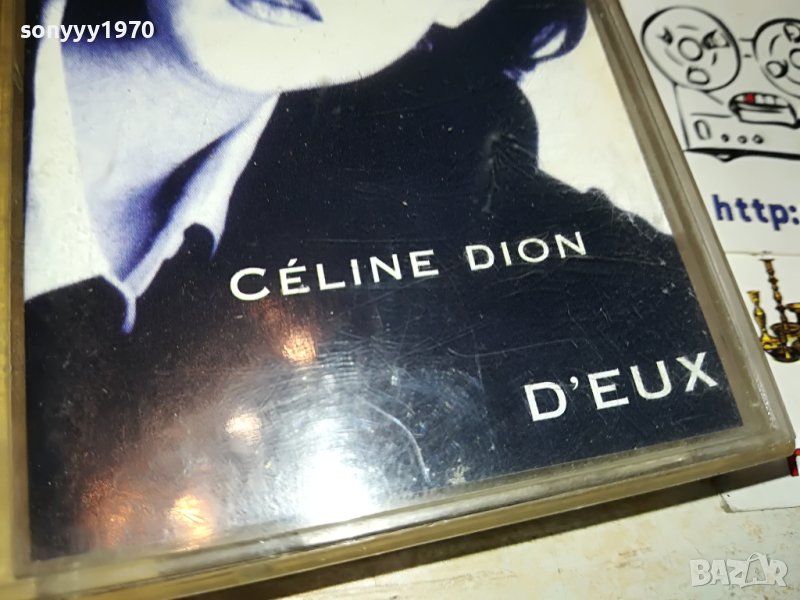 sonyyy1970
CÉLINE DION
http:
D'EUX
BAZAR